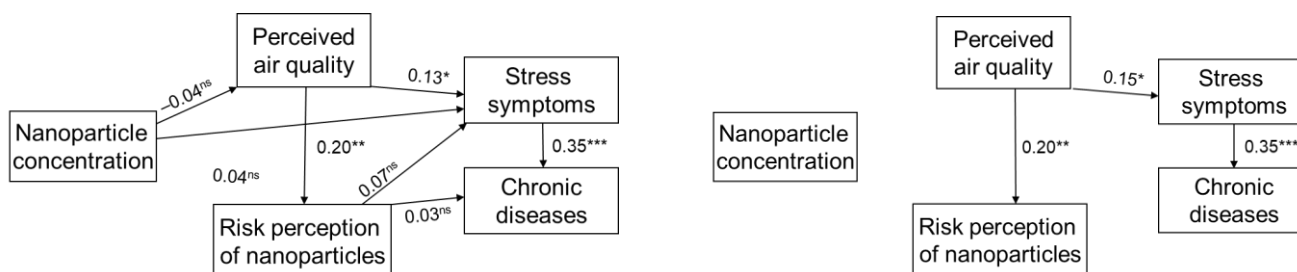 Perceived
air quality
−0.04ns
0.13*
Stress
symptoms
Nanoparticle
concentration
0.20**
0.35***
0.04ns
0.07ns
Chronic
diseases
0.03ns
Risk perception
of nanoparticles
Perceived
air quality
0.15*
Stress
symptoms
Nanoparticle
concentration
0.20**
0.35***
Chronic
diseases
Risk perception
of nanoparticles